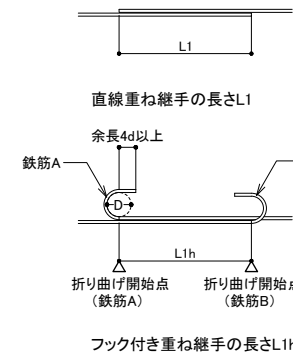 L1
直線重ね継手の長さL1
余長4d以上
鉄筋A
D
L1h
折り曲げ開始点 折り曲げ開始点
（鉄筋A） （鉄筋B）
フック付き重ね継手の長さL1h